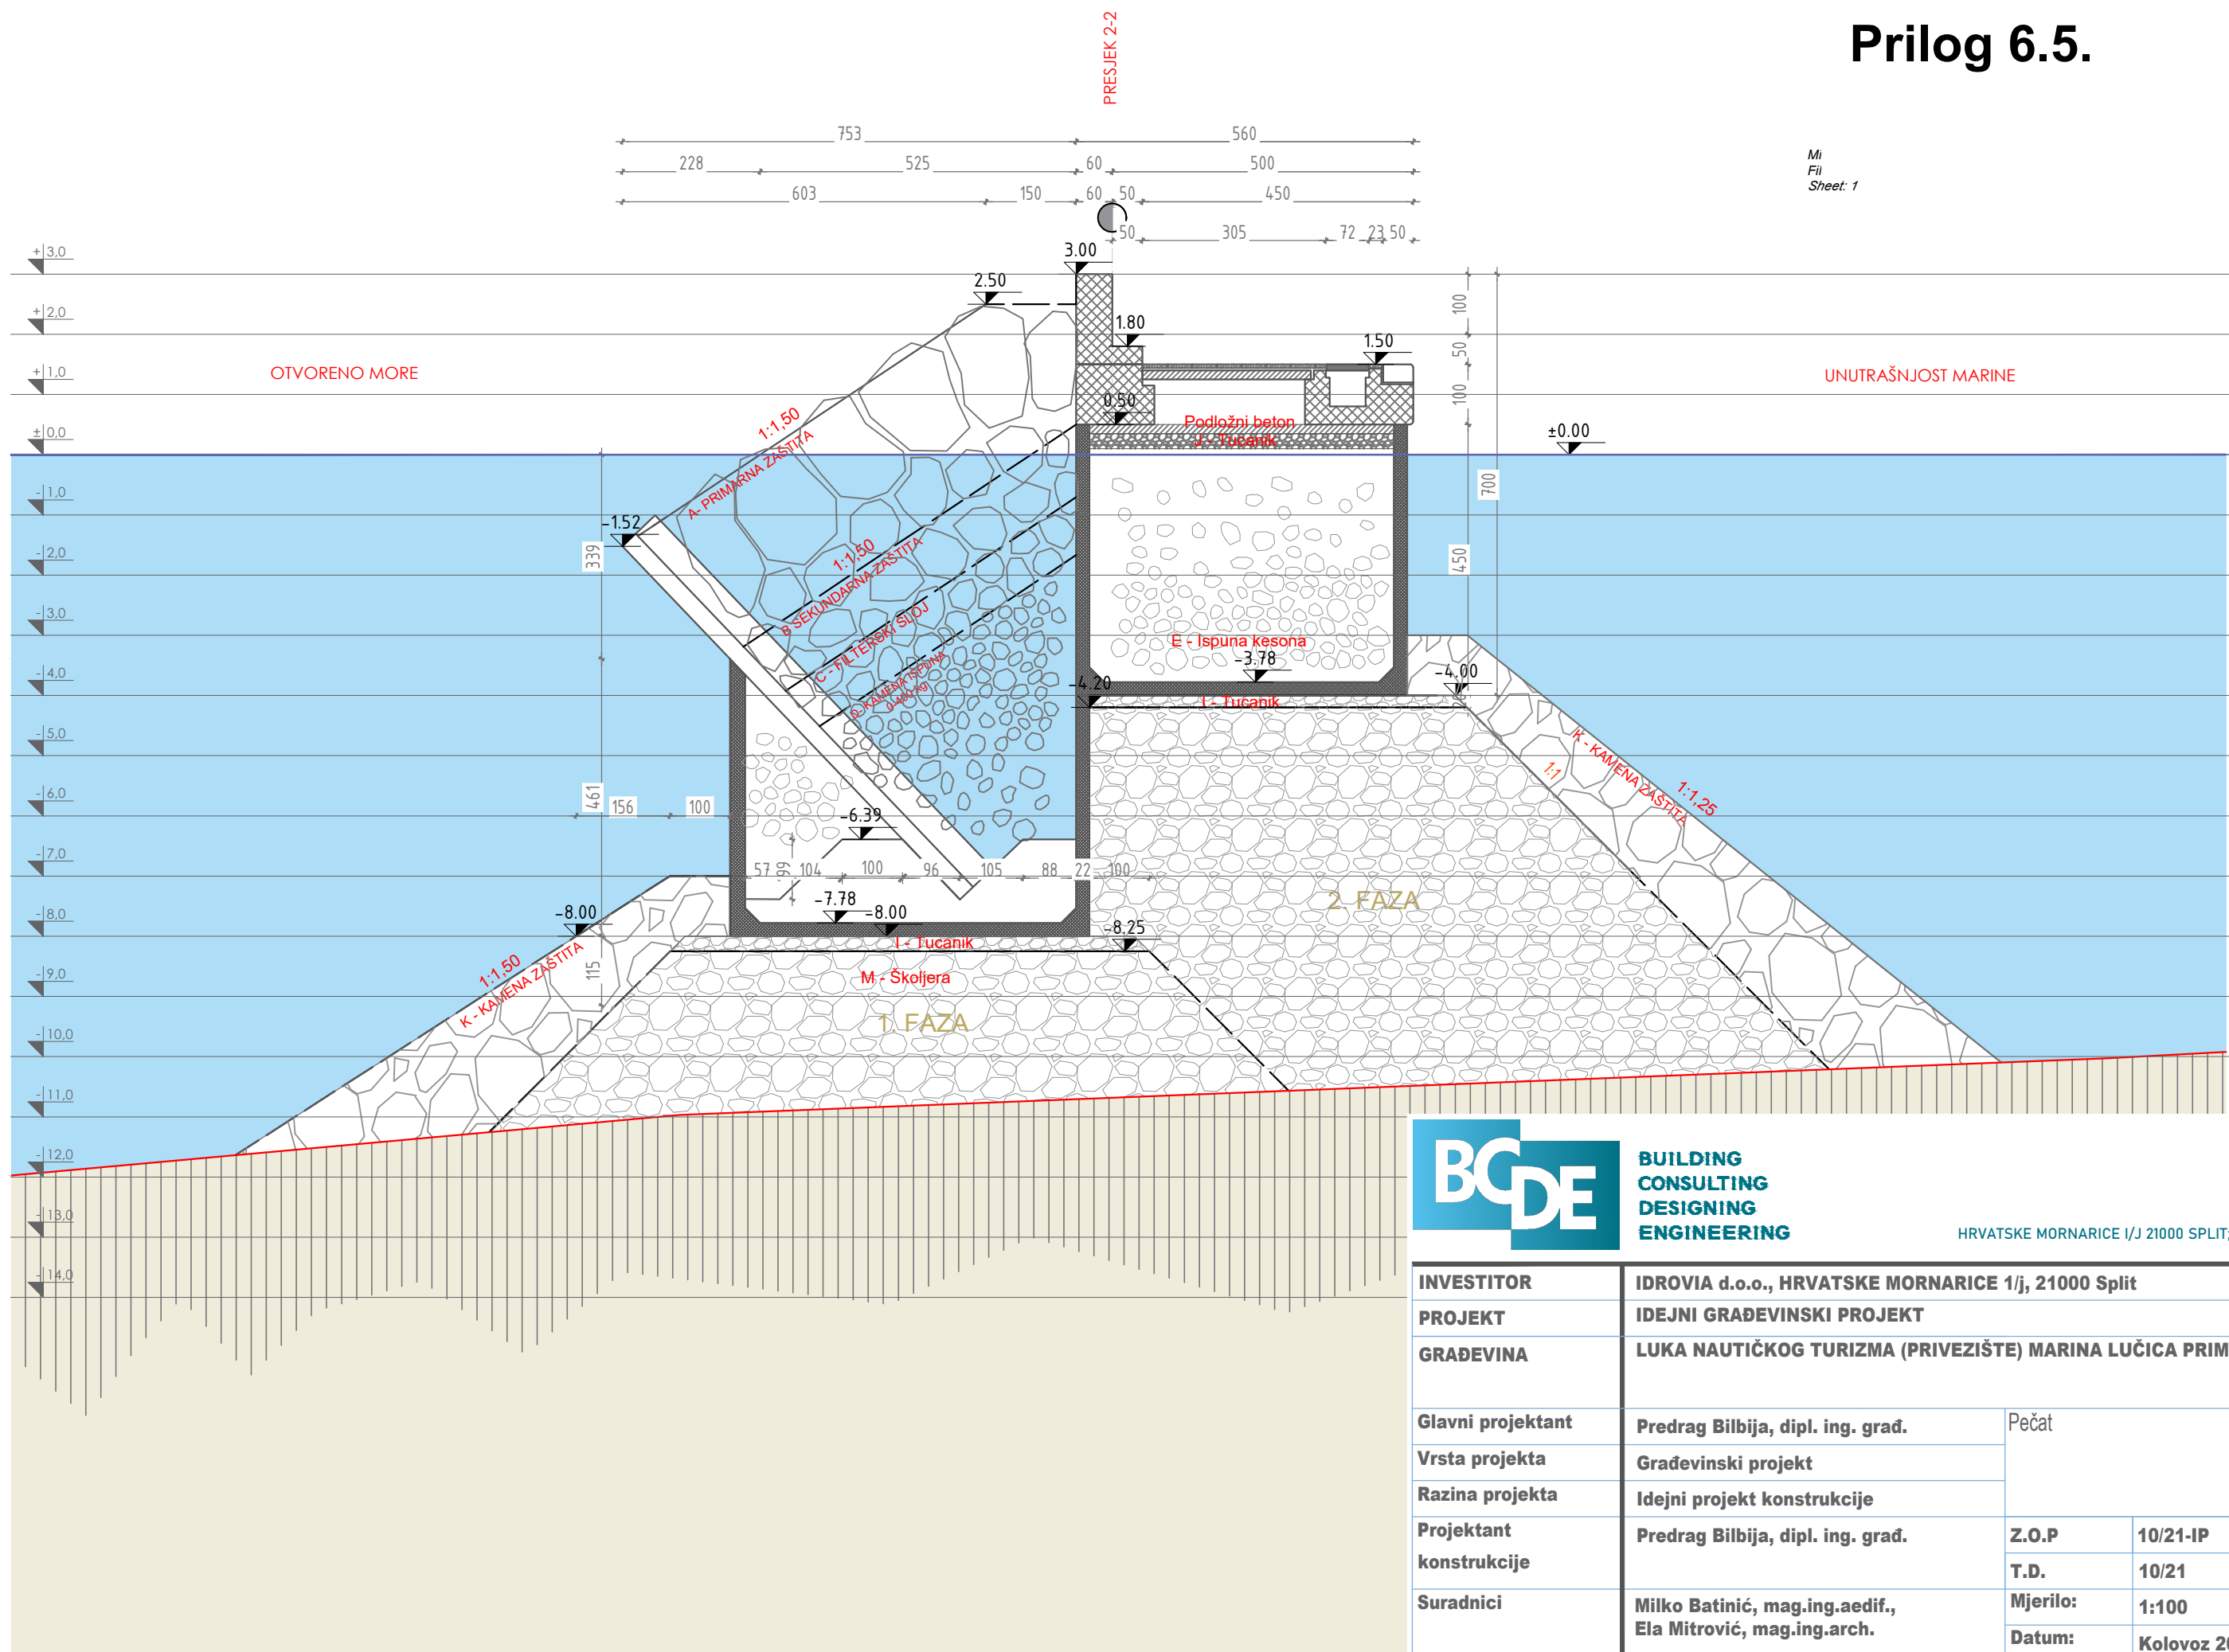 Prilog 6.5.
PRESJEK 2-2
Mi
Fil
Sheet: 1
753 560
228 525 60 500
603 150 60 50 450
50 305 72 23 50
3.00
2.50
1.80
1.50
0.50
±0.00
+3,0
+2,0
+1,0
±0,0
-1,0
-2,0
-3,0
-4,0
-5,0
-6,0
-7,0
-8,0
-9,0
-10,0
-11,0
-12,0
-13,0
-14,0
OTVORENO MORE
UNUTRAŠNJOST MARINE
100
50
100
700
450
339
461
115
156 100
1:1,50
A- PRIMARNA ZAŠTITA
1:1,50
B SEKUNDARNA ZAŠTITA
C - FILTERSKI SLOJ
D- KAMENA ISPUNA
0-400 kg
Podložni beton
J - Tucanik
E - Ispuna kesona
-1.52
-3.78
-4.00
-4.20
I - Tucanik
K - KAMENA ZAŠTITA
1:1
1:1,25
-6.39
57 99 104 100 96 105 88 22 100
-7.78
-8.00
-8.00
-8.25
I - Tucanik
M - Školjera
1:1,50
K - KAMENA ZAŠTITA
1. FAZA
2. FAZA
BCDE
BUILDING
CONSULTING
DESIGNING
ENGINEERING
HRVATSKE MORNARICE I/J 21000 SPLIT;
INVESTITOR IDROVIA d.o.o., HRVATSKE MORNARICE 1/j, 21000 Split
PROJEKT IDEJNI GRAĐEVINSKI PROJEKT
GRAĐEVINA LUKA NAUTIČKOG TURIZMA (PRIVEZIŠTE) MARINA LUČICA PRIM
Glavni projektant Predrag Bilbija, dipl. ing. građ. Pečat
Vrsta projekta Građevinski projekt
Razina projekta Idejni projekt konstrukcije
Projektant
konstrukcije Predrag Bilbija, dipl. ing. građ. Z.O.P 10/21-IP
T.D. 10/21
Suradnici Milko Batinić, mag.ing.aedif.,
Ela Mitrović, mag.ing.arch.
Mjerilo: 1:100
Datum: Kolovoz 20